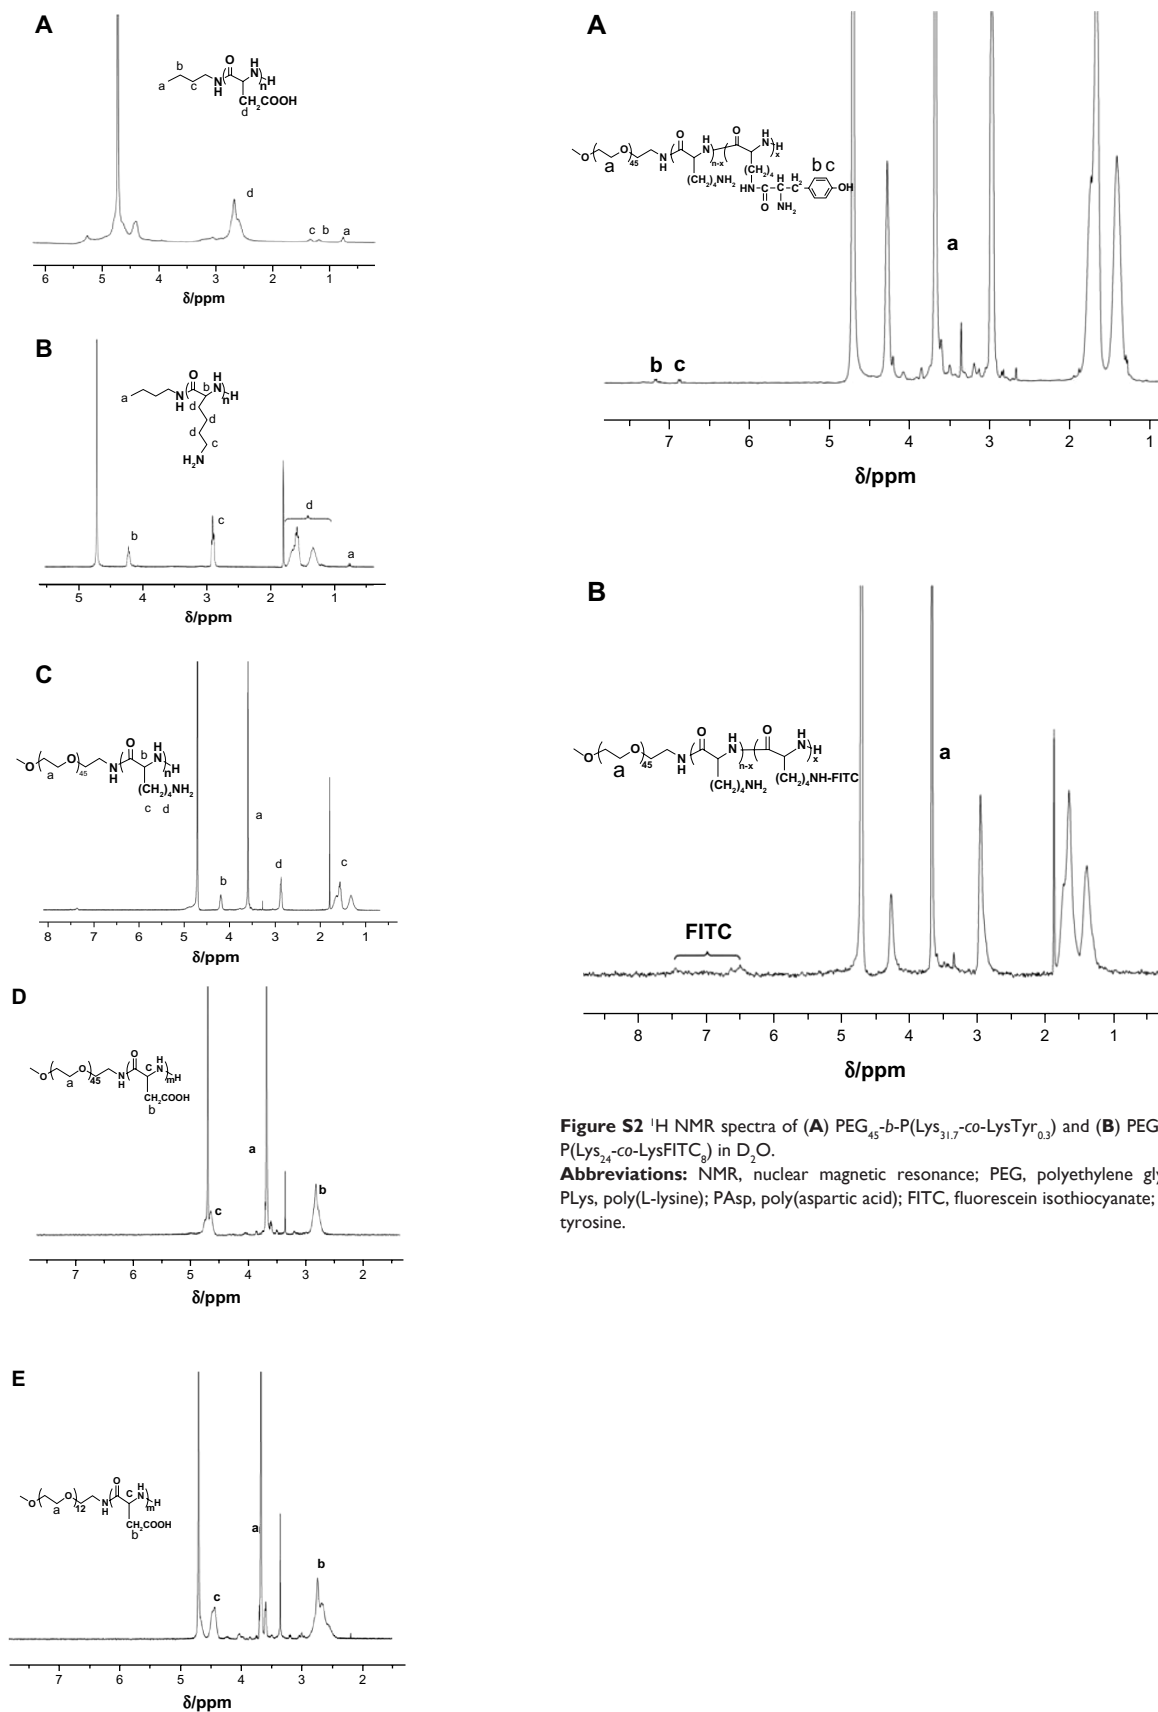 A
b
a
c
N
H
O
N
n
H
CH2COOH
d
d
c b a
6 5 4 3 2 1
δ/ppm
B
a
N
H
O
b
H
N
n
H
d
d
d
c
H2N
b
c
d
a
5 4 3 2 1
δ/ppm
C
O
a
O
45
N
H
O
b
H
N
n
H
(CH2)4NH2
c d
b
a
d
c
8 7 6 5 4 3 2 1
δ/ppm
D
O
a
O
45
N
H
O
c
H
N
m
H
CH2COOH
b
c
a
b
7 6 5 4 3 2
δ/ppm
E
O
a
O
12
N
H
O
c
H
N
m
H
CH2COOH
b
c
a
b
7 6 5 4 3 2
δ/ppm
A
O
a
O
45
N
H
O
H
N
n-x
(CH2)4NH2
O
H
N
x
H
(CH2)4
HN
O
C
H
H2
C
NH2
b c
OH
a
b c
7 6 5 4 3 2 1
δ/ppm
B
O
a
O
45
N
H
O
H
N
n-x
(CH2)4NH2
O
H
N
x
H
(CH2)4NH-FITC
a
FITC
8 7 6 5 4 3 2 1
δ/ppm
Figure S2 ¹H NMR spectra of (A) PEG45-b-P(Lys31.7-co-LysTyr0.3) and (B) PEG
P(Lys24-co-LysFITC8) in D2O.
Abbreviations: NMR, nuclear magnetic resonance; PEG, polyethylene gly
PLys, poly(L-lysine); PAsp, poly(aspartic acid); FITC, fluorescein isothiocyanate;
tyrosine.